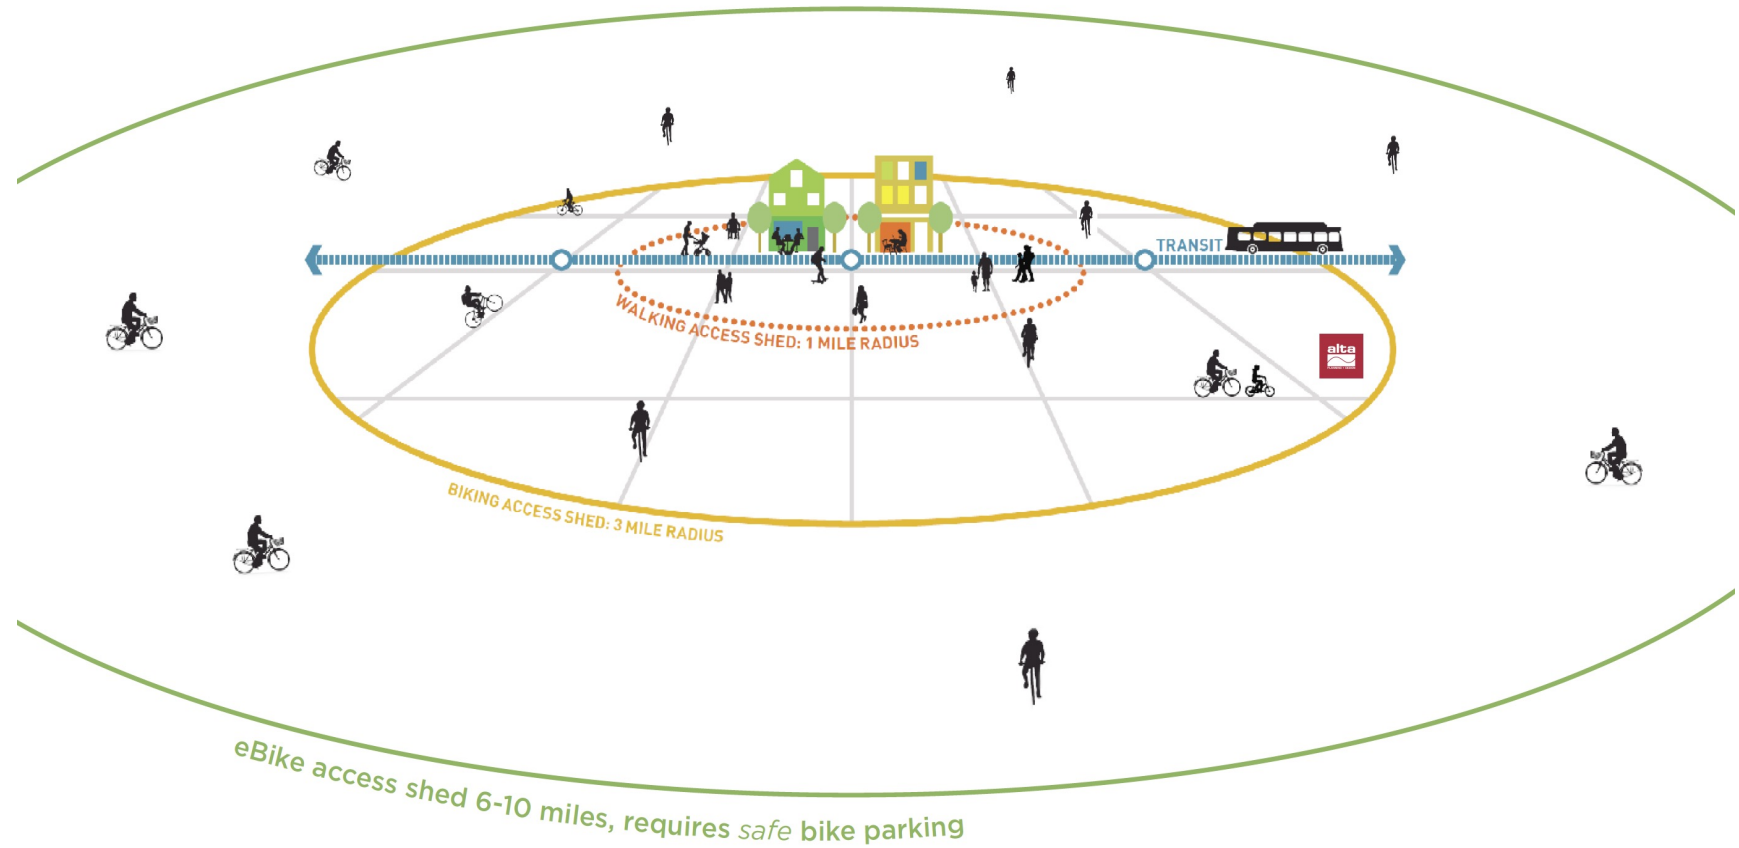 TRANSIT
WALKING ACCESS SHED: 1 MILE RADIUS
alta
BIKING ACCESS SHED: 3 MILE RADIUS
eBike access shed 6-10 miles, requires safe bike parking